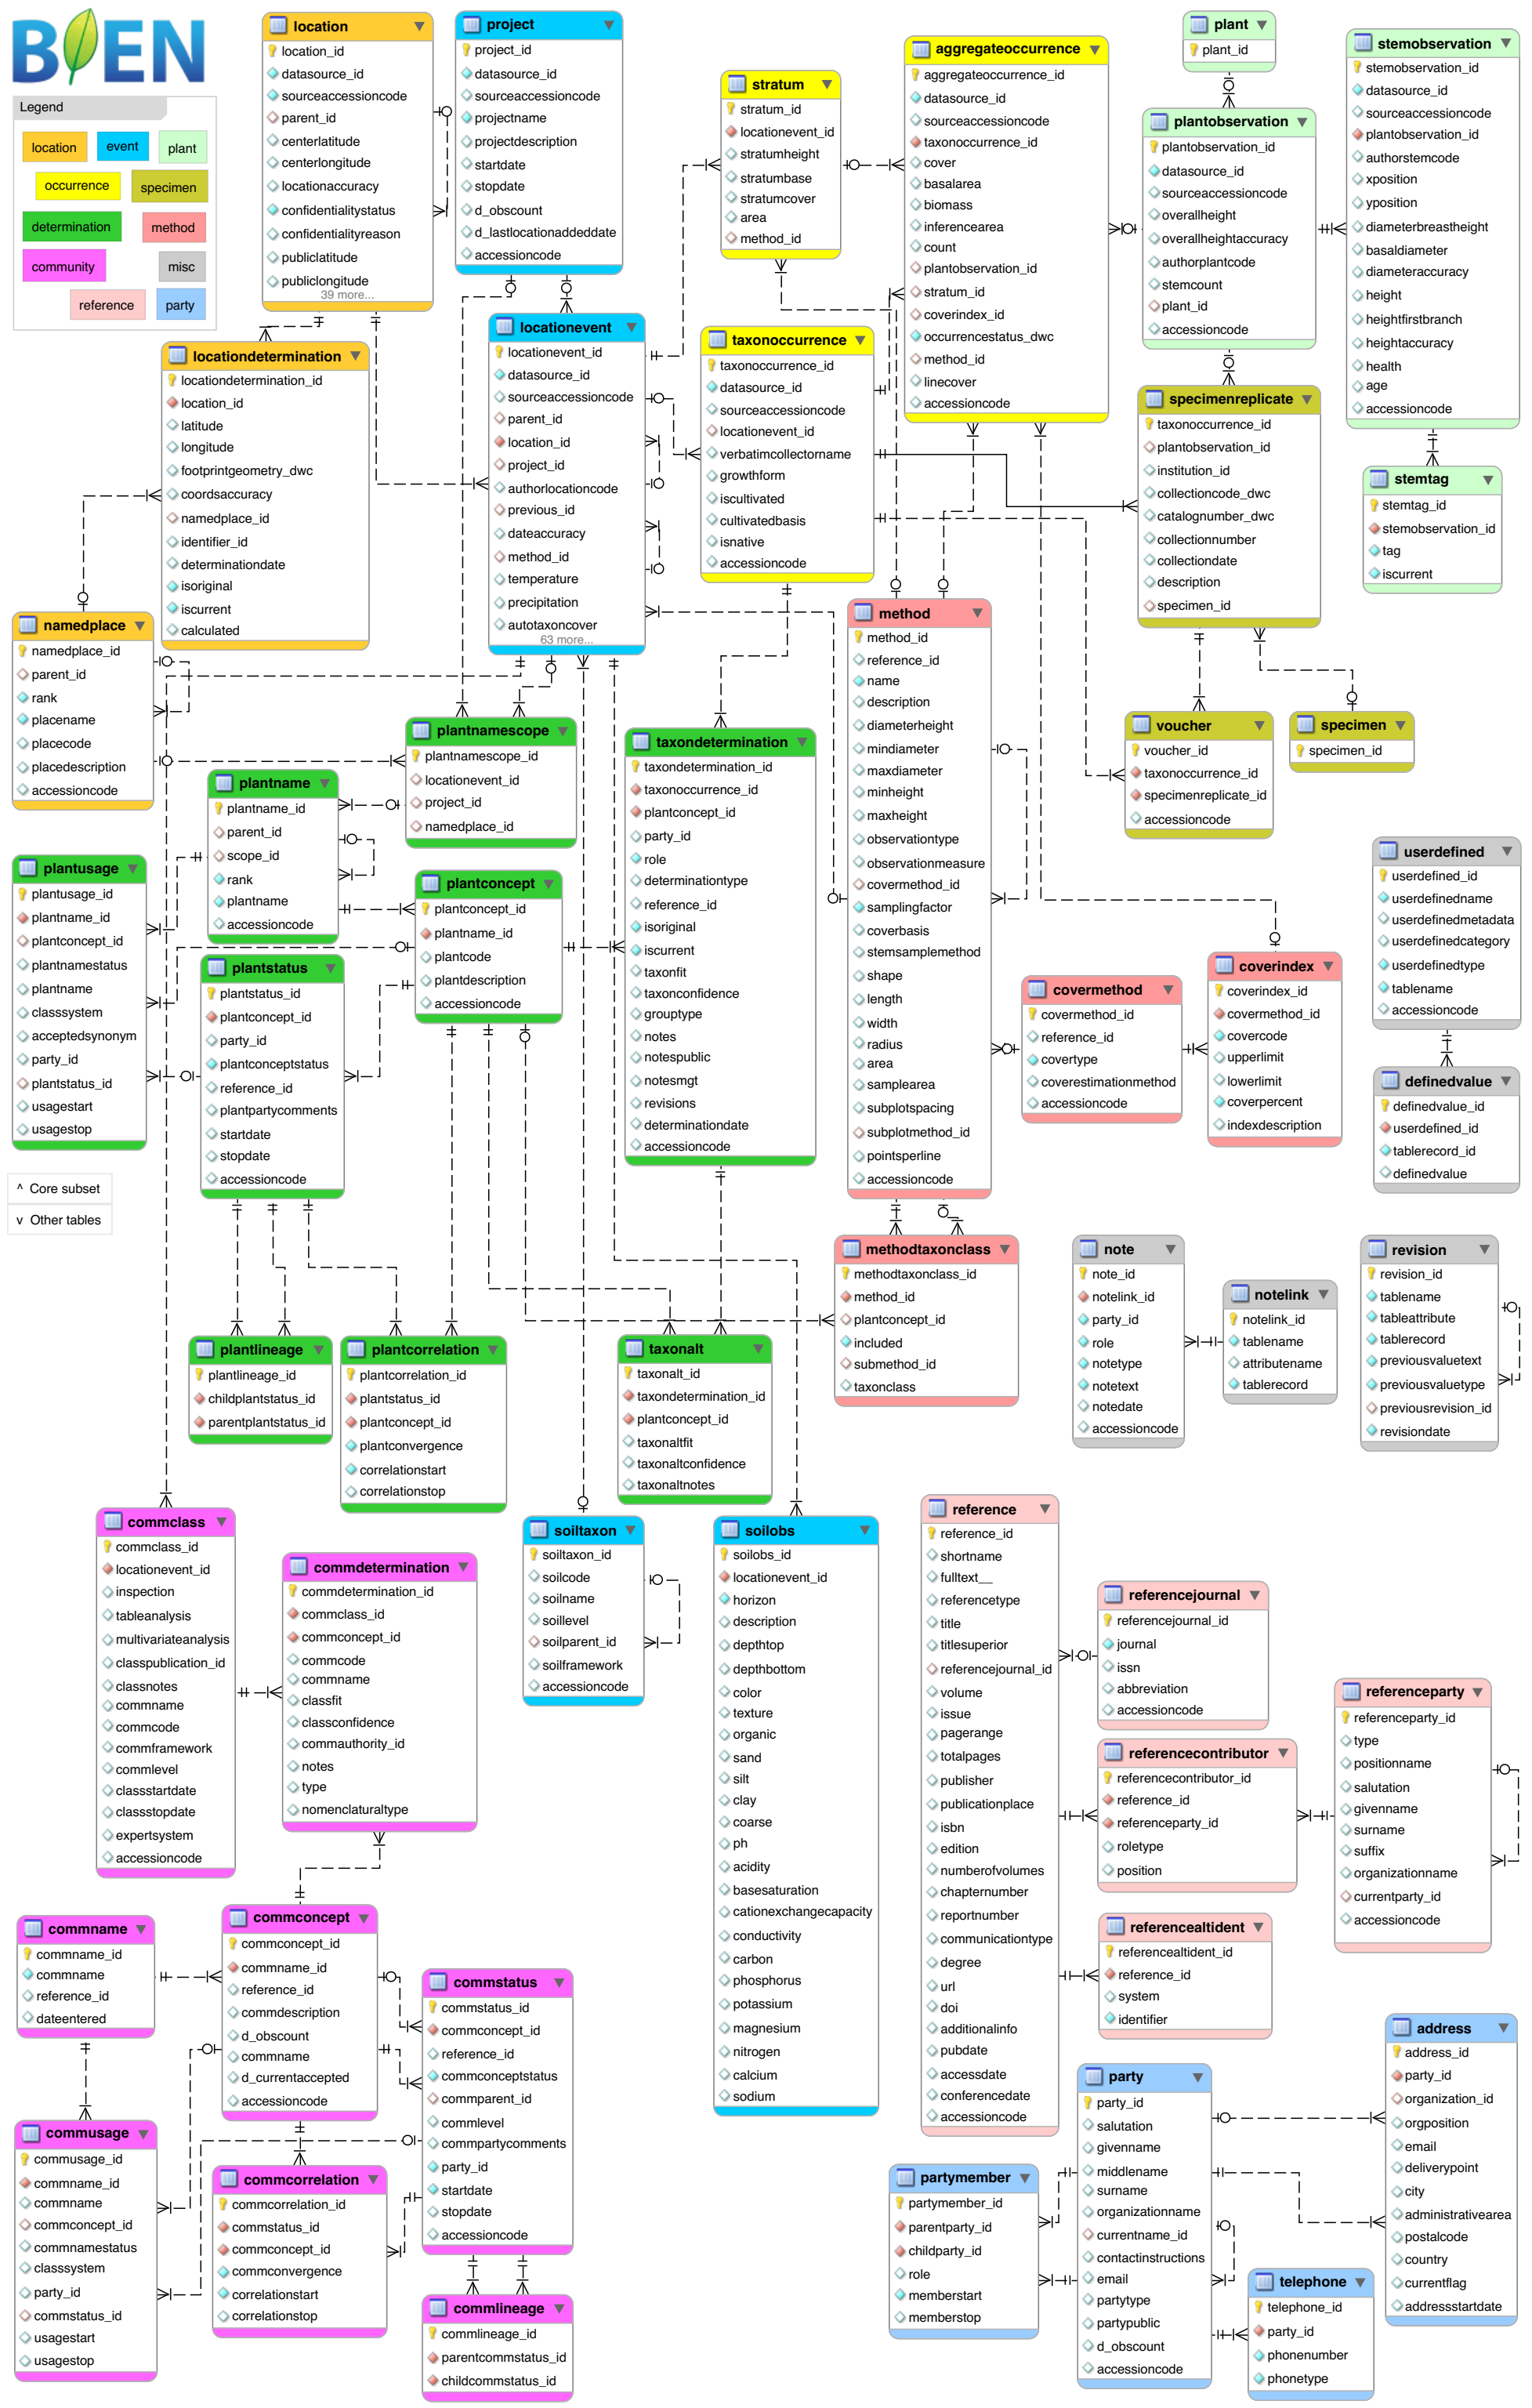 BIEN
Legend
location
event
plant
occurrence
specimen
determination
method
community
misc
reference
party
location
location_id
datasource_id
sourceaccessioncode
parent_id
centerlatitude
centerlongitude
locationaccuracy
confidentialitystatus
confidentialityreason
publiclatitude
publiclongitude
39 more...
project
project_id
datasource_id
sourceaccessioncode
projectname
projectdescription
startdate
stopdate
d_obscount
d_lastlocationaddeddate
accessioncode
stratum
stratum_id
locationevent_id
stratumheight
stratumbase
stratumcover
area
method_id
aggregateoccurrence
aggregateoccurrence_id
datasource_id
sourceaccessioncode
taxonoccurrence_id
cover
basalarea
biomass
inferencearea
count
plantobservation_id
stratum_id
coverindex_id
occurrencestatus_dwc
method_id
linecover
accessioncode
plant
plant_id
plantobservation
plantobservation_id
datasource_id
sourceaccessioncode
overallheight
overallheightaccuracy
authorplantcode
stemcount
plant_id
accessioncode
stemobservation
stemobservation_id
datasource_id
sourceaccessioncode
plantobservation_id
authorstemcode
xposition
yposition
diameterbreastheight
basaldiameter
diameteraccuracy
height
heightfirstbranch
heightaccuracy
health
age
accessioncode
locationdetermination
locationdetermination_id
location_id
latitude
longitude
footprintgeometry_dwc
coordsaccuracy
namedplace_id
identifier_id
determinationdate
isoriginal
iscurrent
calculated
locationevent
locationevent_id
datasource_id
sourceaccessioncode
parent_id
location_id
project_id
authorlocationcode
previous_id
dateaccuracy
method_id
temperature
precipitation
autotaxoncover
63 more...
taxonoccurrence
taxonoccurrence_id
datasource_id
sourceaccessioncode
locationevent_id
verbatimcollectorname
growthform
iscultivated
cultivatedbasis
isnative
accessioncode
specimenreplicate
taxonoccurrence_id
plantobservation_id
institution_id
collectioncode_dwc
catalognumber_dwc
collectionnumber
collectiondate
description
specimen_id
stemtag
stemtag_id
stemobservation_id
tag
iscurrent
namedplace
namedplace_id
parent_id
rank
placename
placecode
placedescription
accessioncode
method
method_id
reference_id
name
description
diameterheight
mindiameter
maxdiameter
minheight
maxheight
observationtype
observationmeasure
covermethod_id
samplingfactor
coverbasis
stemsamplemethod
shape
length
width
radius
area
samplearea
subplotspacing
subplotmethod_id
pointsperline
accessioncode
voucher
voucher_id
taxonoccurrence_id
specimenreplicate_id
accessioncode
specimen
specimen_id
plantnamescope
plantnamescope_id
locationevent_id
project_id
namedplace_id
taxondetermination
taxondetermination_id
taxonoccurrence_id
plantconcept_id
party_id
role
determinationtype
reference_id
isoriginal
iscurrent
taxonfit
taxonconfidence
grouptype
notes
notespublic
notesmgt
revisions
determinationdate
accessioncode
plantname
plantname_id
parent_id
scope_id
rank
plantname
accessioncode
plantusage
plantusage_id
plantname_id
plantconcept_id
plantnamestatus
plantname
classsystem
acceptedsynonym
party_id
plantstatus_id
usagestart
usagestop
plantconcept
plantconcept_id
plantname_id
plantcode
plantdescription
accessioncode
plantstatus
plantstatus_id
plantconcept_id
party_id
plantconceptstatus
reference_id
plantpartycomments
startdate
stopdate
accessioncode
userdefined
userdefined_id
userdefinedname
userdefinedmetadata
userdefinedcategory
userdefinedtype
tablename
accessioncode
covermethod
covermethod_id
reference_id
covertype
coverestimationmethod
accessioncode
coverindex
coverindex_id
covermethod_id
covercode
upperlimit
lowerlimit
coverpercent
indexdescription
definedvalue
definedvalue_id
userdefined_id
tablerecord_id
definedvalue
^ Core subset
v Other tables
methodtaxonclass
methodtaxonclass_id
method_id
plantconcept_id
included
submethod_id
taxonclass
note
note_id
notelink_id
party_id
role
notetype
notetext
notedate
accessioncode
notelink
notelink_id
tablename
attributename
tablerecord
revision
revision_id
tablename
tableattribute
tablerecord
previousvaluetext
previousvaluetype
previousrevision_id
revisiondate
plantlineage
plantlineage_id
childplantstatus_id
parentplantstatus_id
plantcorrelation
plantcorrelation_id
plantstatus_id
plantconcept_id
plantconvergence
correlationstart
correlationstop
taxonalt
taxonalt_id
taxondetermination_id
plantconcept_id
taxonaltfit
taxonaltconfidence
taxonaltnotes
commclass
commclass_id
locationevent_id
inspection
tableanalysis
multivariateanalysis
classpublication_id
classnotes
commname
commcode
commframework
commlevel
classstartdate
classstopdate
expertsystem
accessioncode
commdetermination
commdetermination_id
commclass_id
commconcept_id
commcode
commname
classfit
classconfidence
commauthority_id
notes
type
nomenclaturaltype
soiltaxon
soiltaxon_id
soilcode
soilname
soillevel
soilparent_id
soilframework
accessioncode
soilobs
soilobs_id
locationevent_id
horizon
description
depthtop
depthbottom
color
texture
organic
sand
silt
clay
coarse
ph
acidity
basesaturation
cationexchangecapacity
conductivity
carbon
phosphorus
potassium
magnesium
nitrogen
calcium
sodium
reference
reference_id
shortname
fulltext__
referencetype
title
titlesuperior
referencejournal_id
volume
issue
pagerange
totalpages
publisher
publicationplace
isbn
edition
numberofvolumes
chapternumber
reportnumber
communicationtype
degree
url
doi
additionalinfo
pubdate
accessdate
conferencedate
accessioncode
referencejournal
referencejournal_id
journal
issn
abbreviation
accessioncode
referencecontributor
referencecontributor_id
reference_id
referenceparty_id
roletype
position
referenceparty
referenceparty_id
type
positionname
salutation
givenname
surname
suffix
organizationname
currentparty_id
accessioncode
referencealtident
referencealtident_id
reference_id
system
identifier
commname
commname_id
commname
reference_id
dateentered
commconcept
commconcept_id
commname_id
reference_id
commdescription
d_obscount
commname
d_currentaccepted
accessioncode
commstatus
commstatus_id
commconcept_id
reference_id
commconceptstatus
commparent_id
commlevel
commpartycomments
party_id
startdate
stopdate
accessioncode
commusage
commusage_id
commname_id
commname
commconcept_id
commnamestatus
classsystem
party_id
commstatus_id
usagestart
usagestop
commcorrelation
commcorrelation_id
commstatus_id
commconcept_id
commconvergence
correlationstart
correlationstop
commlineage
commlineage_id
parentcommstatus_id
childcommstatus_id
party
party_id
salutation
givenname
middlename
surname
organizationname
currentname_id
contactinstructions
email
partytype
partypublic
d_obscount
accessioncode
partymember
partymember_id
parentparty_id
childparty_id
role
memberstart
memberstop
address
address_id
party_id
organization_id
orgposition
email
deliverypoint
city
administrativearea
postalcode
country
currentflag
addressstartdate
telephone
telephone_id
party_id
phonenumber
phonetype